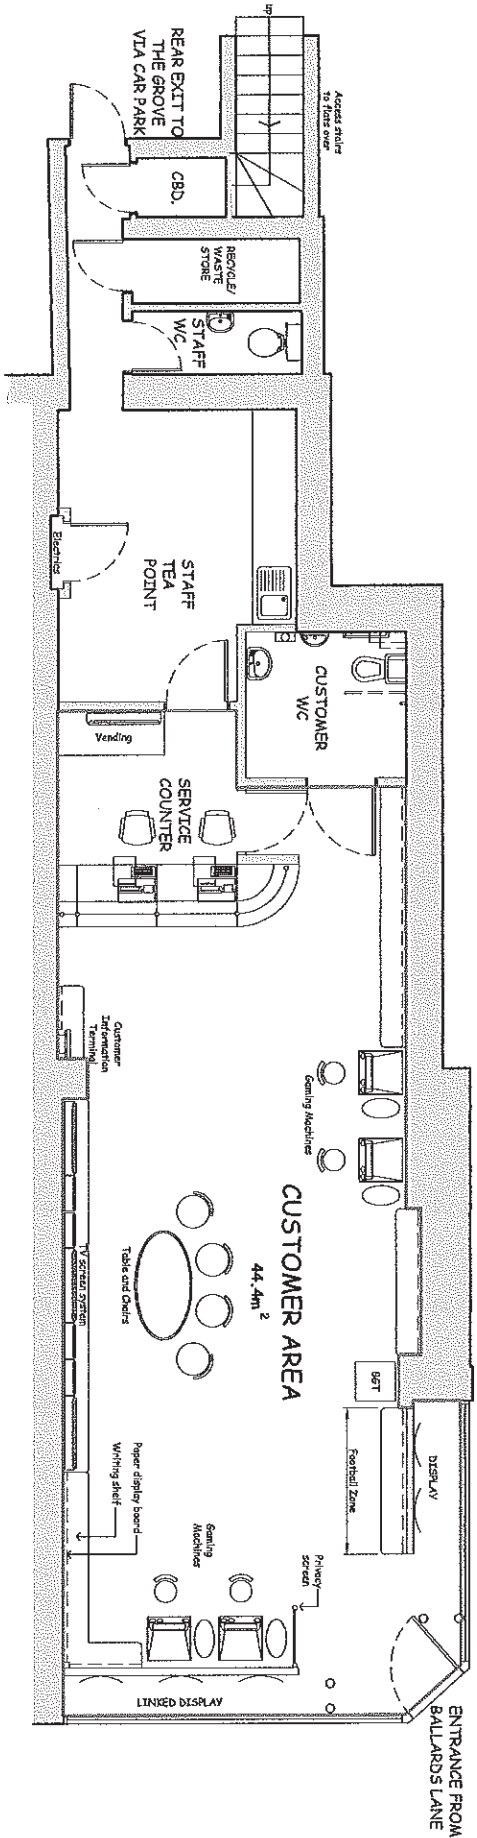 up
Access stairs
to flats over
REAR EXIT TO
THE GROVE
VIA CAR PARK
CBD.
RECYCLE/
WASTE
STORE
STAFF
WC
Electrics
STAFF
TEA
POINT
CUSTOMER
WC
Vending
SERVICE
COUNTER
Customer
Information
Terminal
Gaming Machines
CUSTOMER AREA
44.4m²
Table and Chairs
TV screen system
SGT
DISPLAY
Football Zone
Paper display board
Writing shelf
Gaming
Machines
Privacy
screen
LINKED DISPLAY
ENTRANCE FROM
BALLARDS LANE